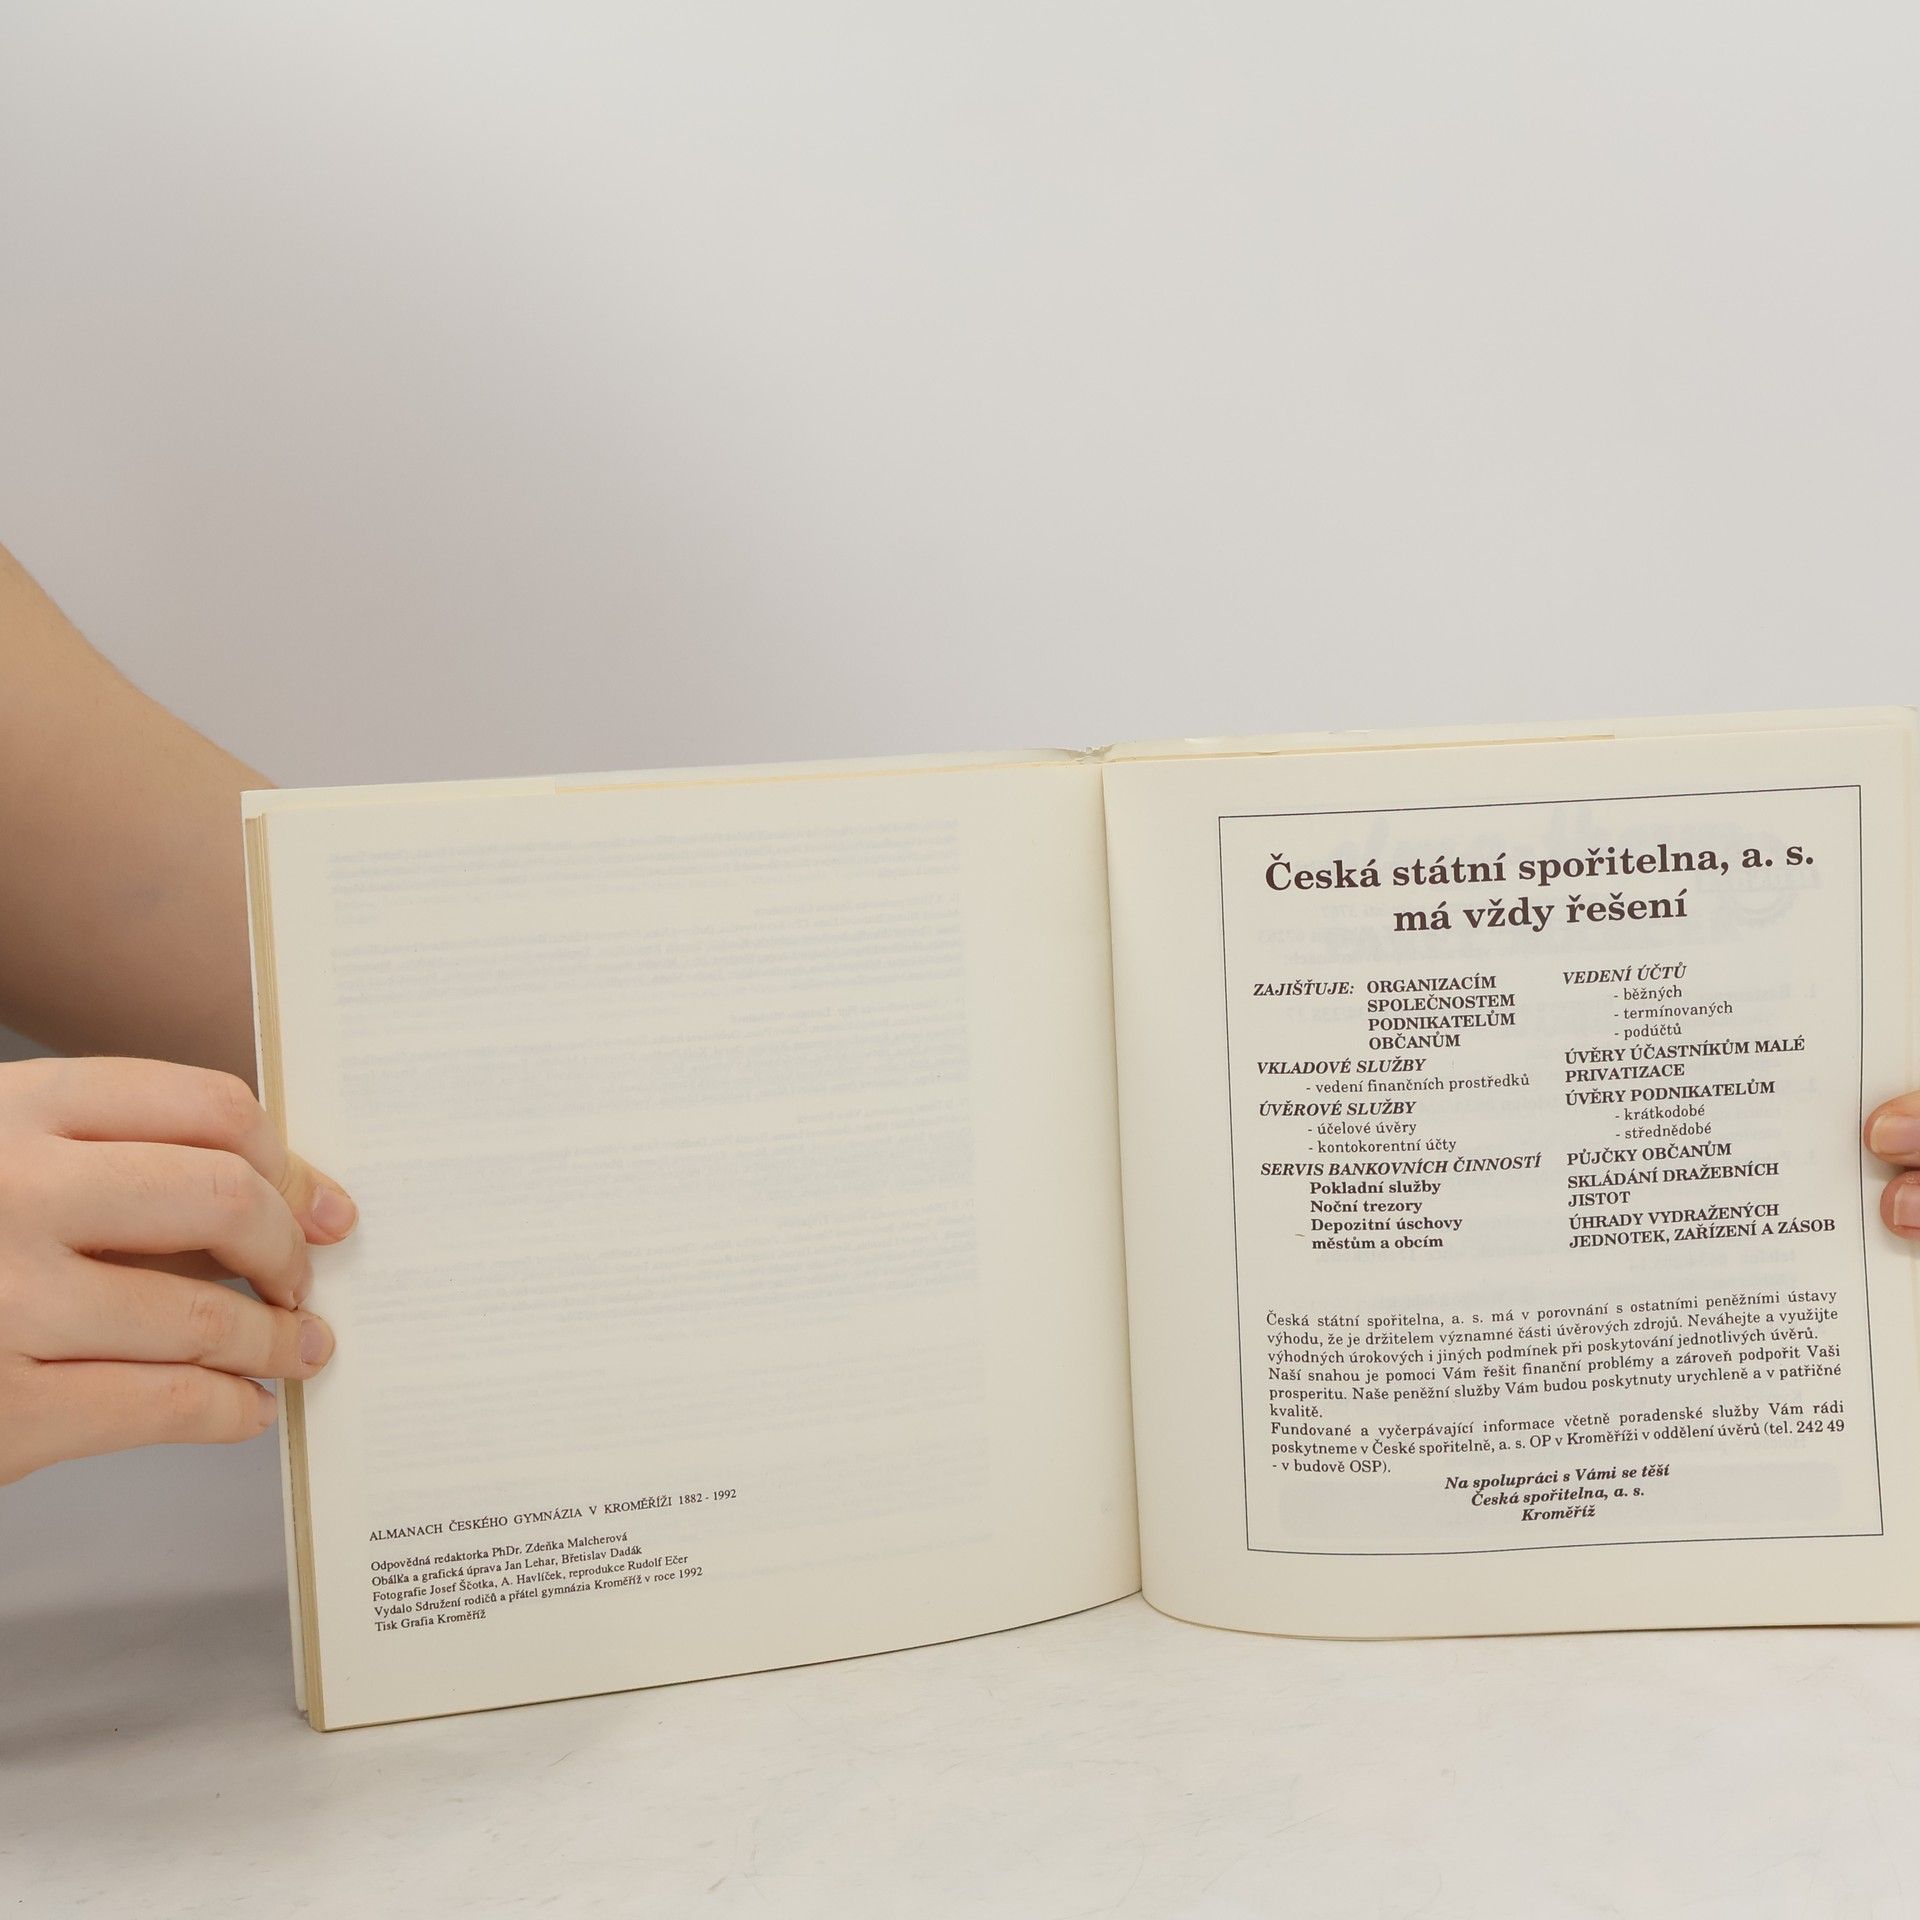 ALMANACH ČESKÉHO GYMNÁZIA V KROMĚŘÍŽI 1882 - 1992
Odpovědná redaktorka PhDr. Zdeňka Malcherová
Obálka a grafická úprava Jan Lehar, Břetislav Dadák
Fotografie Josef Ščotka, A. Havlíček, reprodukce Rudolf Ečer
Vydalo Sdružení rodičů a přátel gymnázia Kroměříž v roce 1992
Tisk Grafia Kroměříž
Česká státní spořitelna, a. s.
má vždy řešení
ZAJIŠŤUJE: ORGANIZACÍM
SPOLEČNOSTEM
PODNIKATELŮM
OBČANŮM
VKLADOVÉ SLUŽBY
- vedení finančních prostředků
ÚVĚROVÉ SLUŽBY
- účelové úvěry
- kontokorentní účty
SERVIS BANKOVNÍCH ČINNOSTÍ
Pokladní služby
Noční trezory
Depozitní úschovy
městům a obcím
VEDENÍ ÚČTŮ
- běžných
- termínovaných
- podúčtů
ÚVĚRY ÚČASTNÍKŮM MALÉ
PRIVATIZACE
ÚVĚRY PODNIKATELŮM
- krátkodobé
- střednědobé
PŮJČKY OBČANŮM
SKLÁDÁNÍ DRAŽEBNÍCH
JISTOT
ÚHRADY VYDRAŽENÝCH
JEDNOTEK, ZAŘÍZENÍ A ZÁSOB
Česká státní spořitelna, a. s. má v porovnání s ostatními peněžními ústavy
výhodu, že je držitelem významné části úvěrových zdrojů. Neváhejte a využijte
výhodných úrokových i jiných podmínek při poskytování jednotlivých úvěrů.
Naší snahou je pomoci Vám řešit finanční problémy a zároveň podpořit Vaši
prosperitu. Naše peněžní služby Vám budou poskytnuty urychleně a v patřičné
kvalitě.
Fundované a vyčerpávající informace včetně poradenské služby Vám rádi
poskytneme v České spořitelně, a. s. OP v Kroměříži v oddělení úvěrů (tel. 242 49
- v budově OSP).
Na spolupráci s Vámi se těší
Česká spořitelna, a. s.
Kroměříž